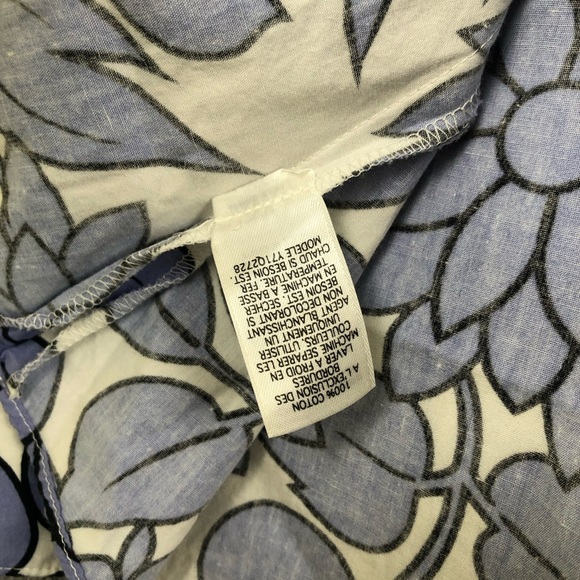 100% COTON
A L'EXCLUSION DES
BORDURES
LAVER A FROID EN
MACHINE SEPARER LES
COULEURS. UTILISER
UNIQUEMENT UN
AGENT BLANCHISSANT
NON DECOLORANT SI
BESOIN EST. SECHER
EN MACHINE A BASSE
TEMPERATURE. FER
CHAUD SI BESOIN EST.
MODELE Y71Q2728